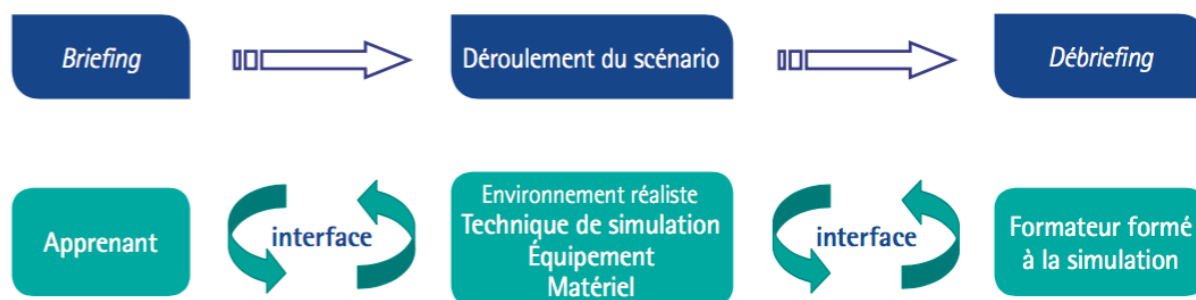 Briefing
Déroulement du scénario
Débriefing
Apprenant
interface
Environnement réaliste
Technique de simulation
Équipement
Matériel
interface
Formateur formé
à la simulation